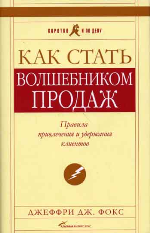 КАК СТАТЬ
ВОЛШЕБНИКОМ
ПРОДАЖ
Правила
привлечения и удержания
клиентов
ДЖЕФФРИ ДЖ. ФОКС